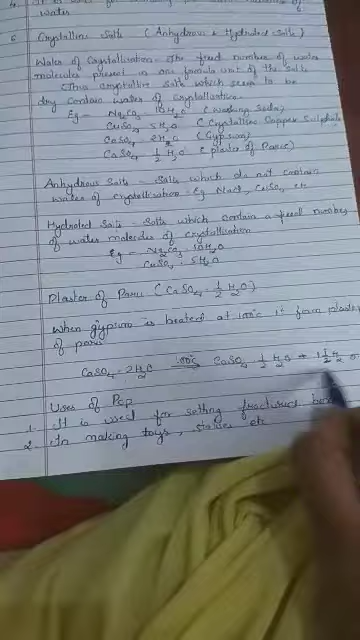 water
6 Crystalline Salts (Anhydrous & Hydrated Salts)
Water of Crystallisation - The fixed number of water
molecules present in one formula unit of the salt
(Thus crystalline salts which seem to be
dry contain water of crystallisation
Eg - Na2CO3 10H2O (washing soda)
CuSO4 5H2O (crystalline copper sulphate
CaSO4 2H2O (Gypsum)
CaSO4 1/2 H2O (plaster of Paris)
Anhydrous Salts - Salts which do not contain
water of crystallisation - Eg NaCl, CuSO4 etc
Hydrated Salts - Salts which contain a fixed number
of water molecules of crystallisation
Eg - Na2CO3 . 10H2O
CuSO4 . 5H2O
Plaster of Paris (CaSO4 . 1/2 H2O)
When gypsum is heated at 100°C it form plaster
of paris
CaSO4 . 2H2O 100°C → CaSO4 . 1/2 H2O + 1 1/2 H2O
Uses of Pop
1. It is used for setting fractured
2. In making toys, statues etc